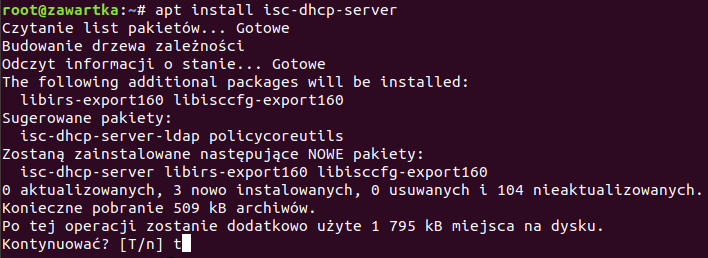 root@zawartka:~# apt install isc-dhcp-server
Czytanie list pakietów... Gotowe
Budowanie drzewa zależności
Odczyt informacji o stanie... Gotowe
The following additional packages will be installed:
  libirs-export160 libisccfg-export160
Sugerowane pakiety:
  isc-dhcp-server-ldap policycoreutils
Zostaną zainstalowane następujące NOWE pakiety:
  isc-dhcp-server libirs-export160 libisccfg-export160
0 aktualizowanych, 3 nowo instalowanych, 0 usuwanych i 104 nieaktualizowanych.
Konieczne pobranie 509 kB archiwów.
Po tej operacji zostanie dodatkowo użyte 1 795 kB miejsca na dysku.
Kontynuować? [T/n] t